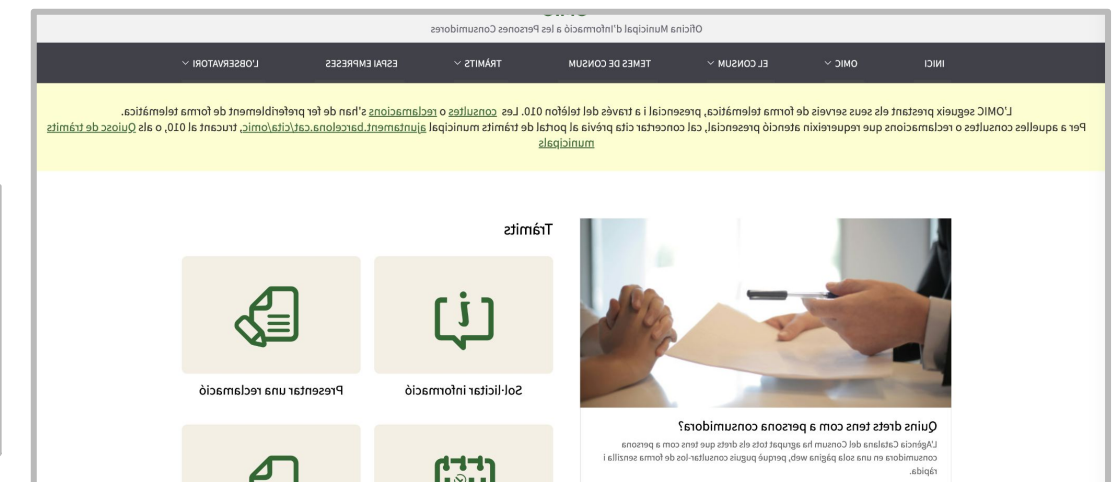 Oficina Municipal d'Informació a les Persones Consumidores
INICI OMIC EL CONSUM TEMES DE CONSUM TRÀMITS ESPAI EMPRESES L'OBSERVATORI
L'OMIC segueix prestant els seus serveis de forma telemàtica, presencial i a través del telèfon 010. Les consultes o reclamacions s'han de fer preferiblement de forma telemàtica.
Per a aquelles consultes o reclamacions que requereixin atenció presencial, cal concertar cita prèvia al portal de tràmits municipal ajuntament.barcelona.cat/cita/omic, trucant al 010, o als Quiosc de tràmits
municipals
Tràmits
Sol·licitar informació
Presentar una reclamació
Quins drets tens com a persona consumidora?
L'Agència Catalana del Consum ha agrupat tots els drets que tens com a persona
consumidora en una sola pàgina web, perquè puguis consultar-los de forma senzilla i
ràpida.